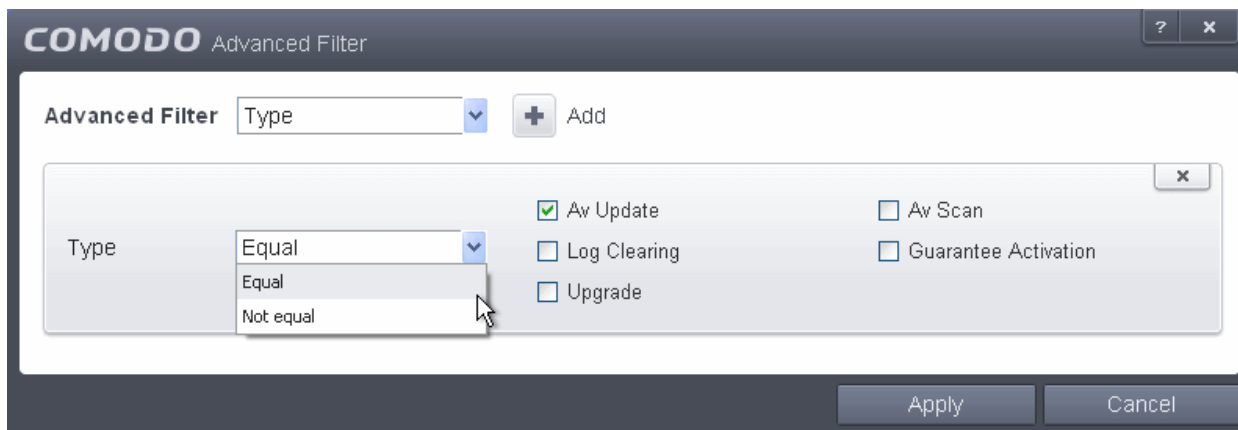 COMODO Advanced Filter
? x
Advanced Filter Type + Add
x
Av Update Av Scan
Type Equal Log Clearing Guarantee Activation
Equal
Upgrade
Not equal
Apply Cancel